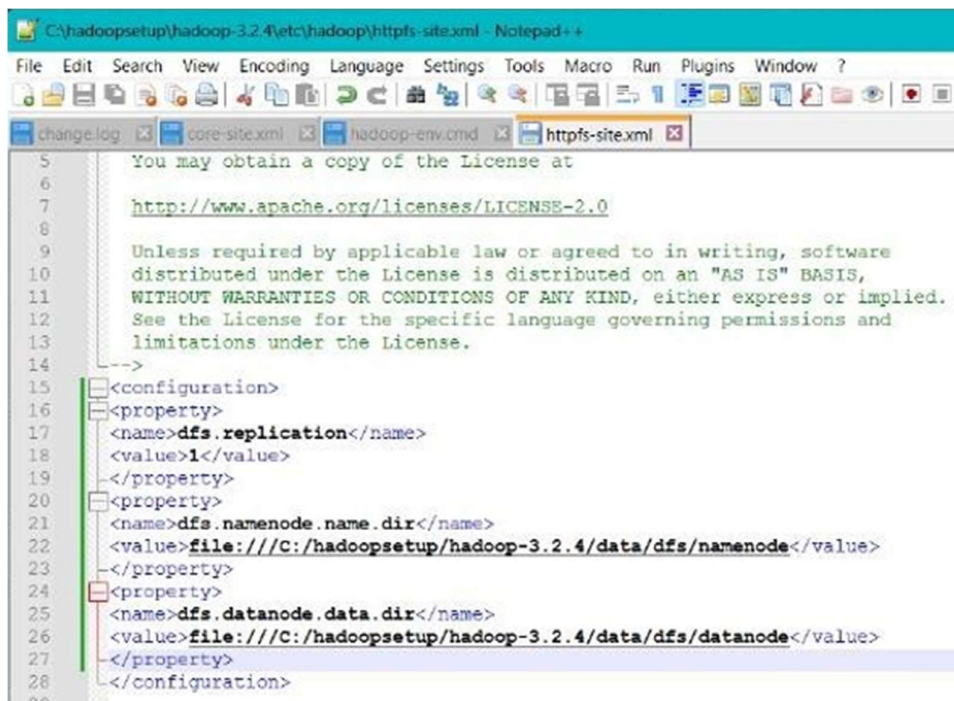 C:\hadoopsetup\hadoop-3.2.4\etc\hadoop\httpfs-site.xml - Notepad++
File Edit Search View Encoding Language Settings Tools Macro Run Plugins Window ?
change.log core-site.xml hadoop-env.cmd httpfs-site.xml
5 You may obtain a copy of the License at
6
7 http://www.apache.org/licenses/LICENSE-2.0
8
9 Unless required by applicable law or agreed to in writing, software
10 distributed under the License is distributed on an "AS IS" BASIS,
11 WITHOUT WARRANTIES OR CONDITIONS OF ANY KIND, either express or implied.
12 See the License for the specific language governing permissions and
13 limitations under the License.
14 -->
15 <configuration>
16 <property>
17 <name>dfs.replication</name>
18 <value>1</value>
19 </property>
20 <property>
21 <name>dfs.namenode.name.dir</name>
22 <value>file:///C:/hadoopsetup/hadoop-3.2.4/data/dfs/namenode</value>
23 </property>
24 <property>
25 <name>dfs.datanode.data.dir</name>
26 <value>file:///C:/hadoopsetup/hadoop-3.2.4/data/dfs/datanode</value>
27 </property>
28 </configuration>